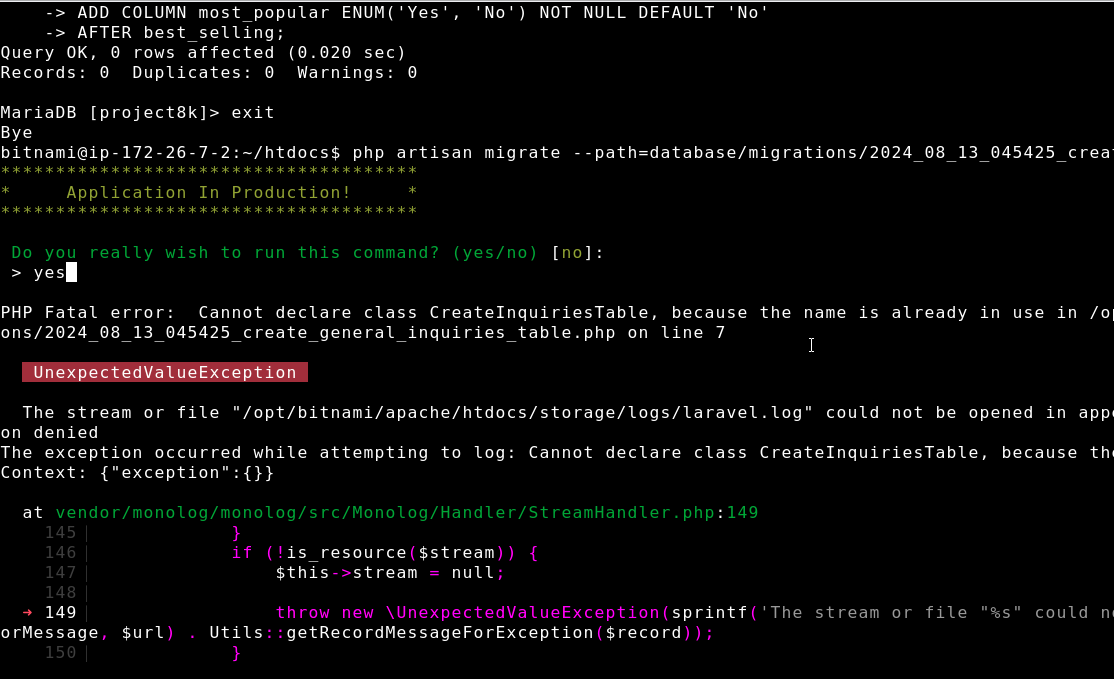 -> ADD COLUMN most_popular ENUM('Yes', 'No') NOT NULL DEFAULT 'No'
-> AFTER best_selling;
Query OK, 0 rows affected (0.020 sec)
Records: 0  Duplicates: 0  Warnings: 0
MariaDB [project8k]> exit
Bye
bitnami@ip-172-26-7-2:~/htdocs$ php artisan migrate --path=database/migrations/2024_08_13_045425_crea
**************************************
*     Application In Production!     *
**************************************
Do you really wish to run this command? (yes/no) [no]:
> yes
PHP Fatal error:  Cannot declare class CreateInquiriesTable, because the name is already in use in /op
ons/2024_08_13_045425_create_general_inquiries_table.php on line 7
UnexpectedValueException
The stream or file "/opt/bitnami/apache/htdocs/storage/logs/laravel.log" could not be opened in appe
on denied
The exception occurred while attempting to log: Cannot declare class CreateInquiriesTable, because the
Context: {"exception":{}}
at vendor/monolog/monolog/src/Monolog/Handler/StreamHandler.php:149
145|             }
146|             if (!is_resource($stream)) {
147|                 $this->stream = null;
148|
→ 149|                 throw new \UnexpectedValueException(sprintf('The stream or file "%s" could no
orMessage, $url) . Utils::getRecordMessageForException($record));
150|             }